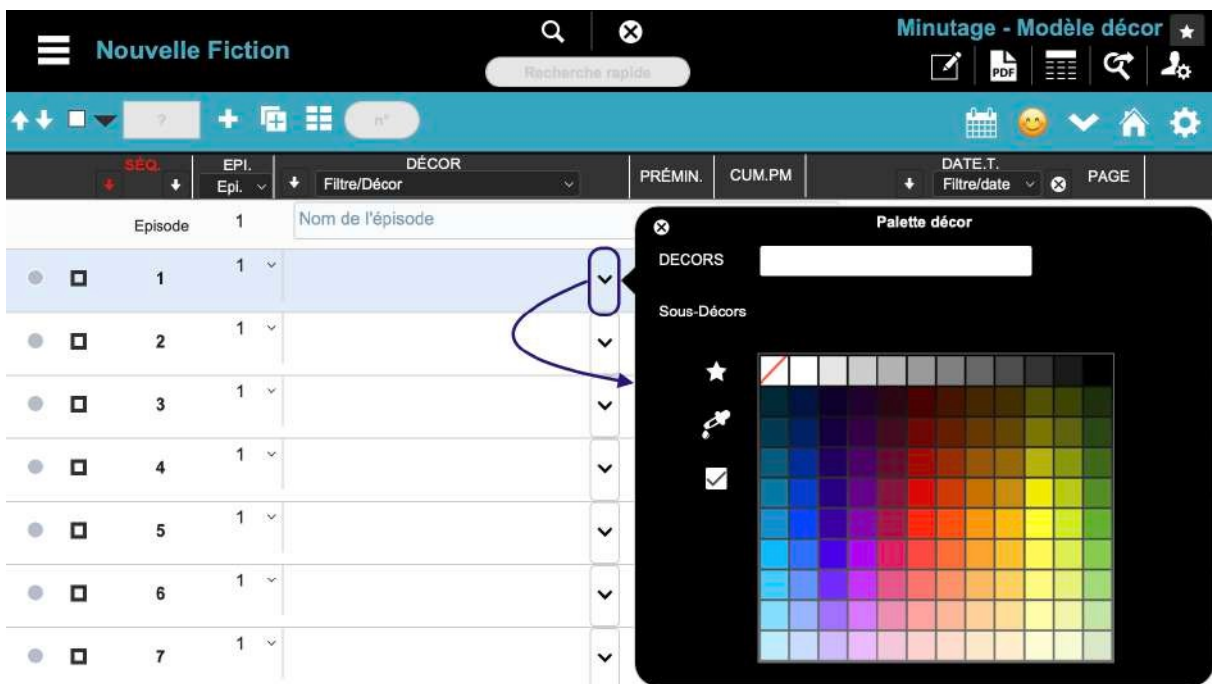 Nouvelle Fiction
Minutage - Modèle décor
Recherche rapide
PDF
?
n°
SÉQ.
EPI.
DÉCOR
PRÉMIN.
CUM.PM
DATE.T.
PAGE
Epi.
Filtre/Décor
Filtre/date
Episode 1 Nom de l'épisode
Palette décor
DECORS
Sous-Décors
1 1
2 1
3 1
4 1
5 1
6 1
7 1